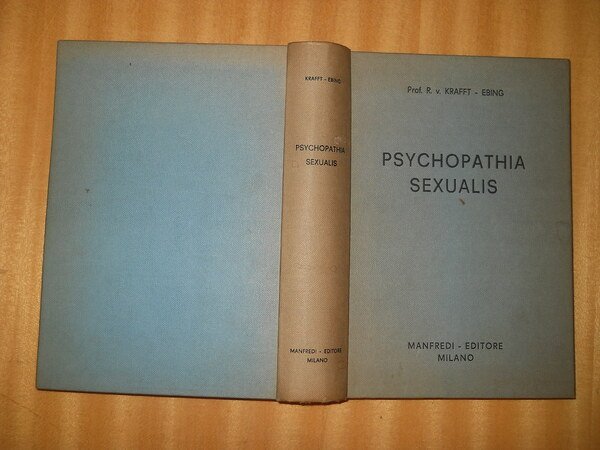 KRAFFT - EBING
PSYCHOPATHIA
SEXUALIS
MANFREDI - EDITORE
MILANO
Prof. R. v. KRAFFT - EBING
PSYCHOPATHIA
SEXUALIS
MANFREDI - EDITORE
MILANO